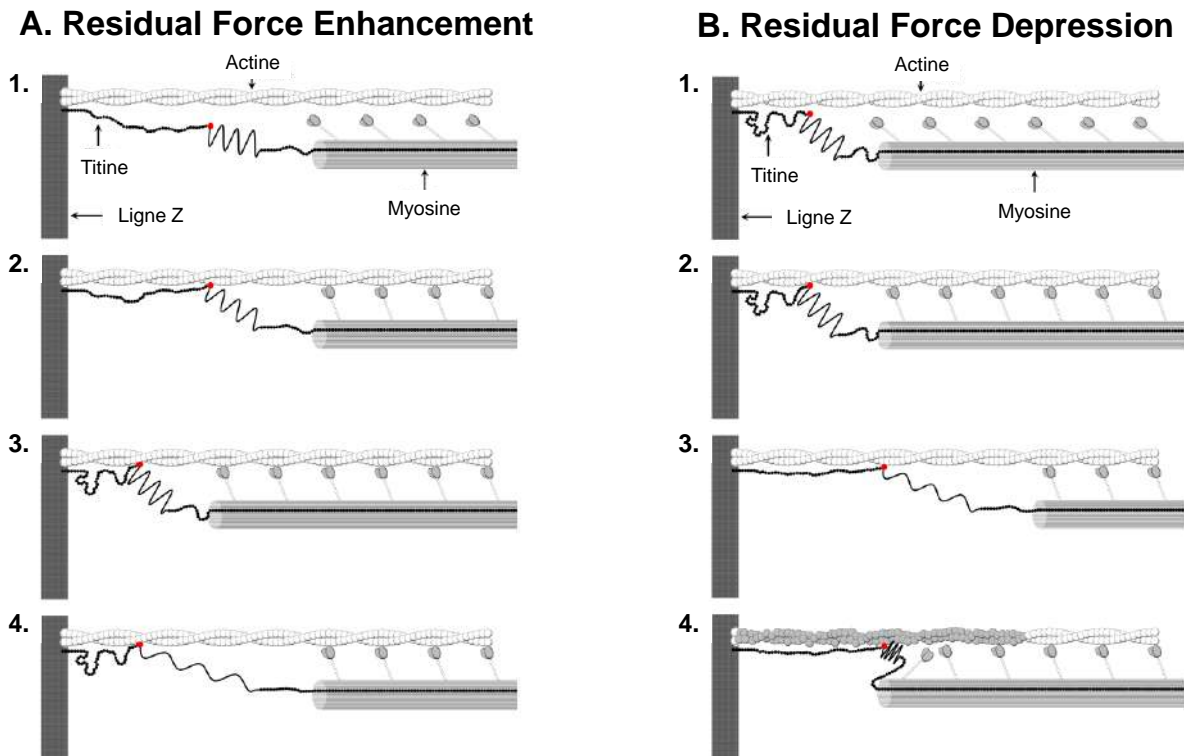 A. Residual Force Enhancement
1.
Actine
Titine
Ligne Z
Myosine
2.
3.
4.
B. Residual Force Depression
1.
Actine
Titine
Ligne Z
Myosine
2.
3.
4.